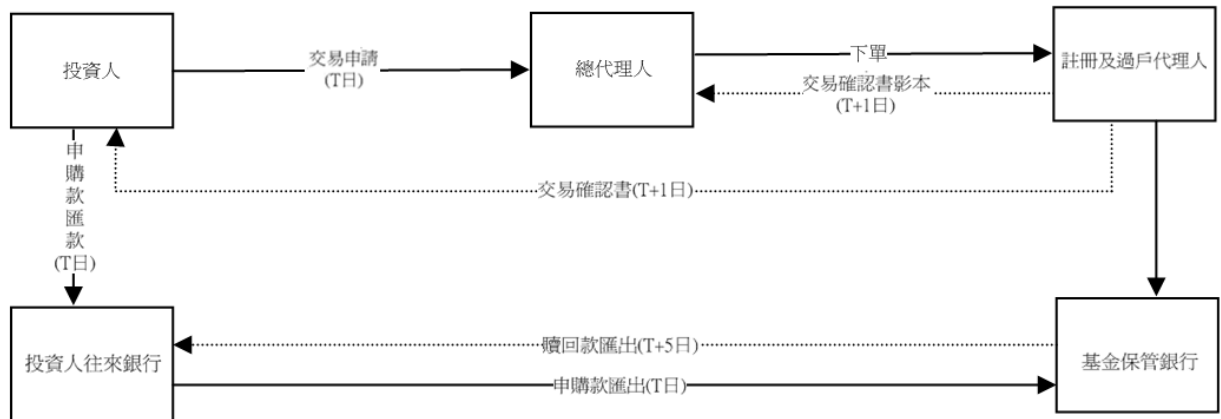 投資人
交易申請
(T日)
總代理人
下單
交易確認書影本
(T+1日)
註冊及過戶代理人
申購款匯款
(T日)
交易確認書(T+1日)
投資人往來銀行
贖回款匯出(T+5日)
申購款匯出(T日)
基金保管銀行